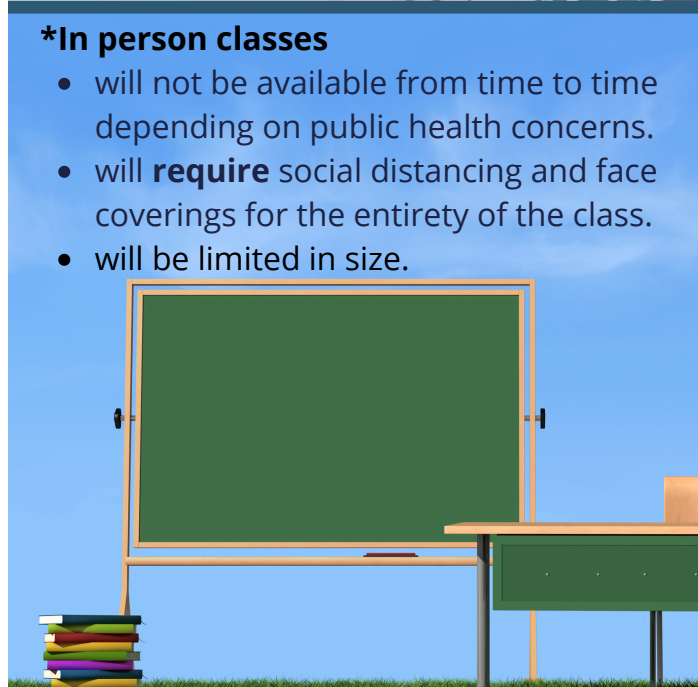 *In person classes
• will not be available from time to time
depending on public health concerns.
• will require social distancing and face
coverings for the entirety of the class.
• will be limited in size.